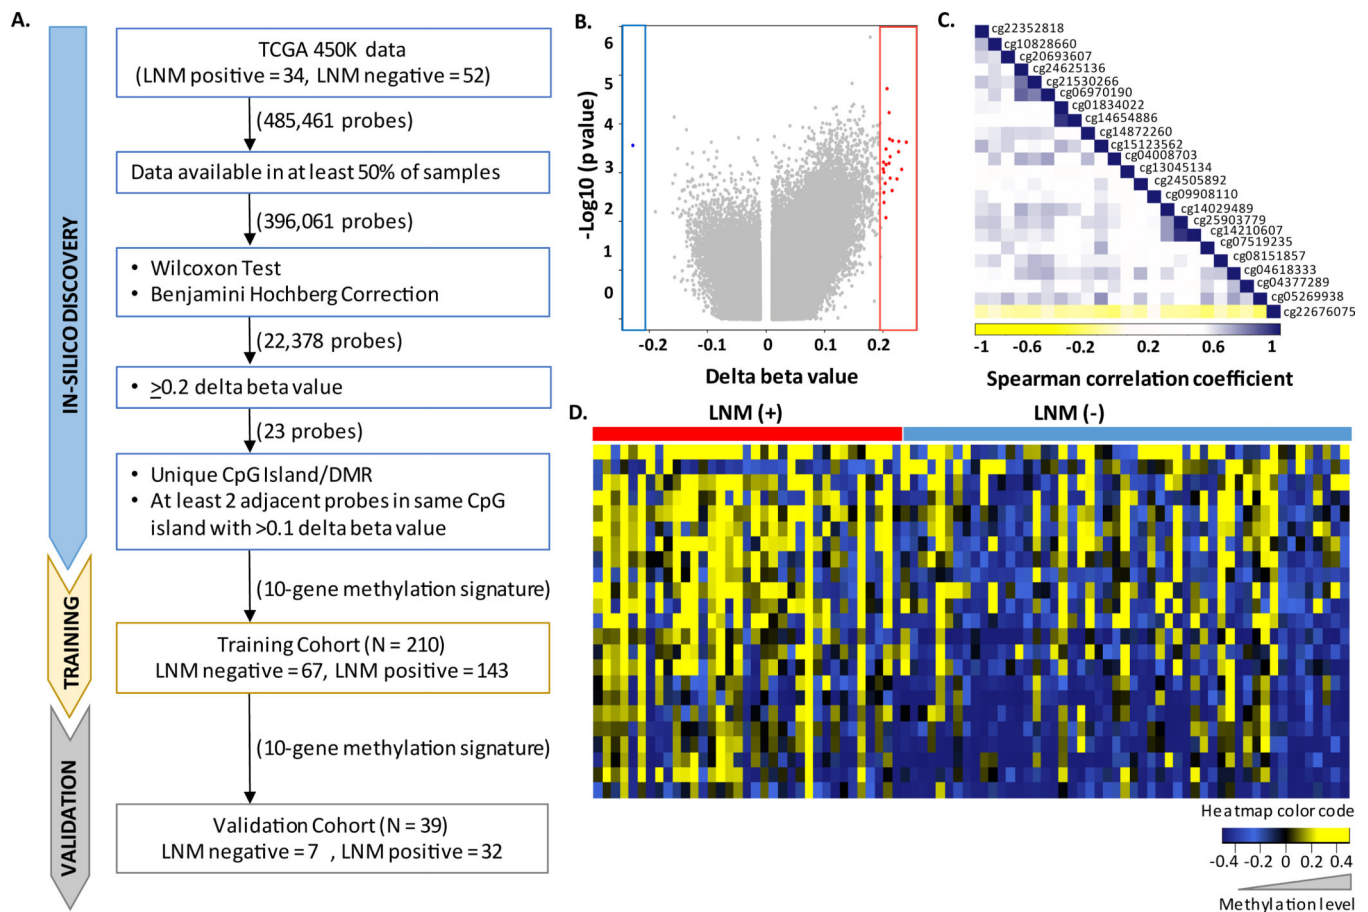 A.
IN-SILICO DISCOVERY
TRAINING
VALIDATION
TCGA 450K data
(LNM positive = 34, LNM negative = 52)
(485,461 probes)
Data available in at least 50% of samples
(396,061 probes)
• Wilcoxon Test
• Benjamini Hochberg Correction
(22,378 probes)
• ≥0.2 delta beta value
(23 probes)
• Unique CpG Island/DMR
• At least 2 adjacent probes in same CpG
island with >0.1 delta beta value
(10-gene methylation signature)
Training Cohort (N = 210)
LNM negative = 67, LNM positive = 143
(10-gene methylation signature)
Validation Cohort (N = 39)
LNM negative = 7 , LNM positive = 32
B.
-Log10 (p value)
6
5
4
3
2
1
0
-0.2 -0.1 0 0.1 0.2
Delta beta value
C.
cg22352818
cg10828660
cg20693607
cg24625136
cg21530266
cg06970190
cg01834022
cg14654886
cg14872260
cg15123562
cg04008703
cg13045134
cg24505892
cg09908110
cg14029489
cg25903779
cg14210607
cg07519235
cg08151857
cg04618333
cg04377289
cg05269938
cg22676075
-1 -0.6 -0.2 0.2 0.6 1
Spearman correlation coefficient
D.
LNM (+) LNM (-)
Heatmap color code
-0.4 -0.2 0 0.2 0.4
Methylation level